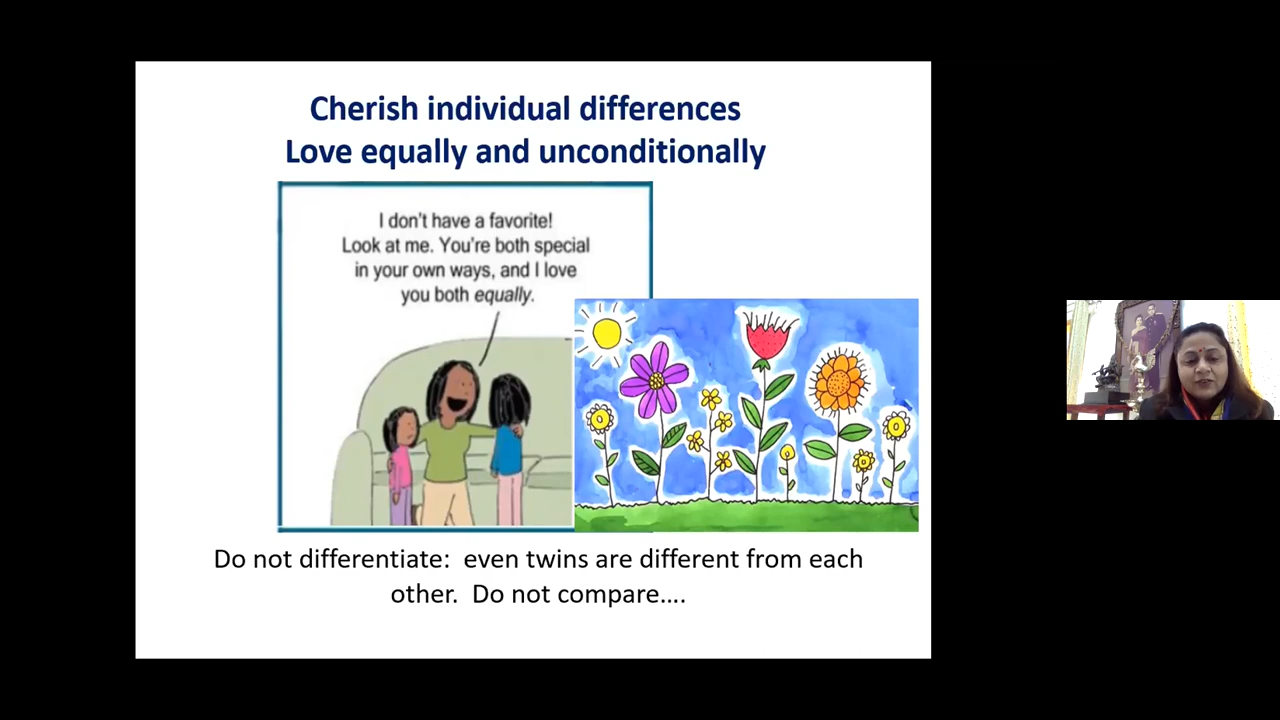 Cherish individual differences
Love equally and unconditionally
I don't have a favorite!
Look at me. You're both special
in your own ways, and I love
you both equally.
Do not differentiate:  even twins are different from each
other.  Do not compare....